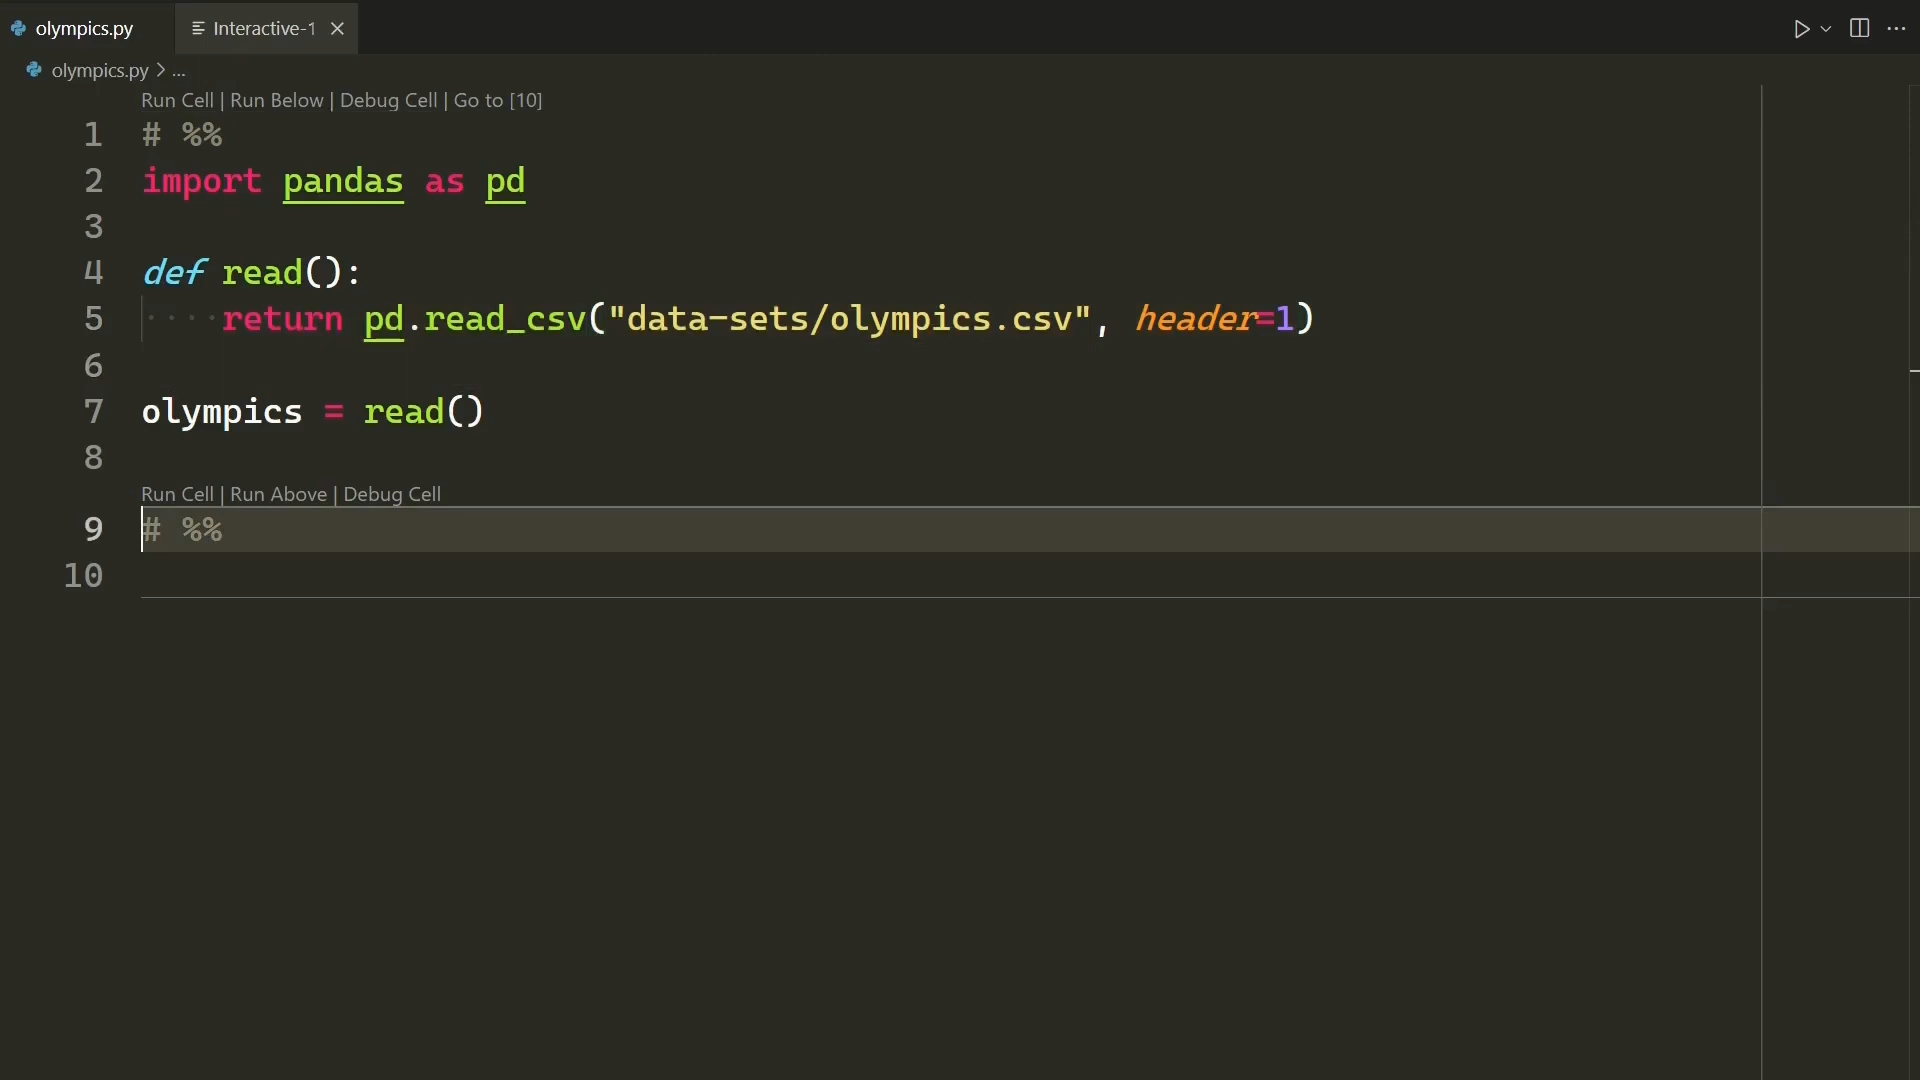 olympics.py Interactive-1
olympics.py > ...
Run Cell | Run Below | Debug Cell | Go to [10]
1 # %%
2 import pandas as pd
3
4 def read():
5 ····return pd.read_csv("data-sets/olympics.csv", header=1)
6
7 olympics = read()
8
Run Cell | Run Above | Debug Cell
9 # %%
10